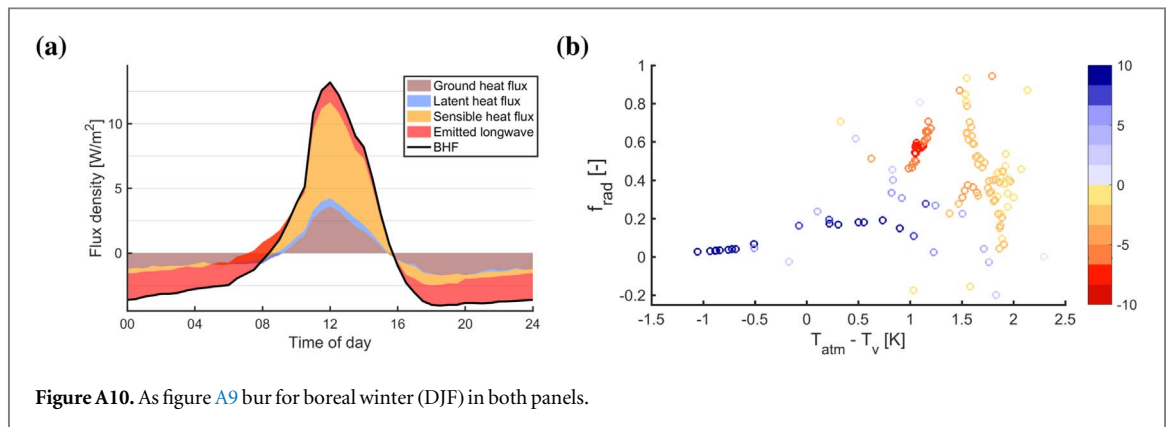 (a)
Flux density [W/m²]
10
5
0
00
04
08
12
16
20
24
Time of day
Ground heat flux
Latent heat flux
Sensible heat flux
Emitted longwave
BHF
(b)
f_rad [-]
1
0.8
0.6
0.4
0.2
0
-0.2
-1.5
-1
-0.5
0
0.5
1
1.5
2
2.5
T_atm - T_v [K]
10
5
0
-5
-10
Figure A10. As figure A9 bur for boreal winter (DJF) in both panels.